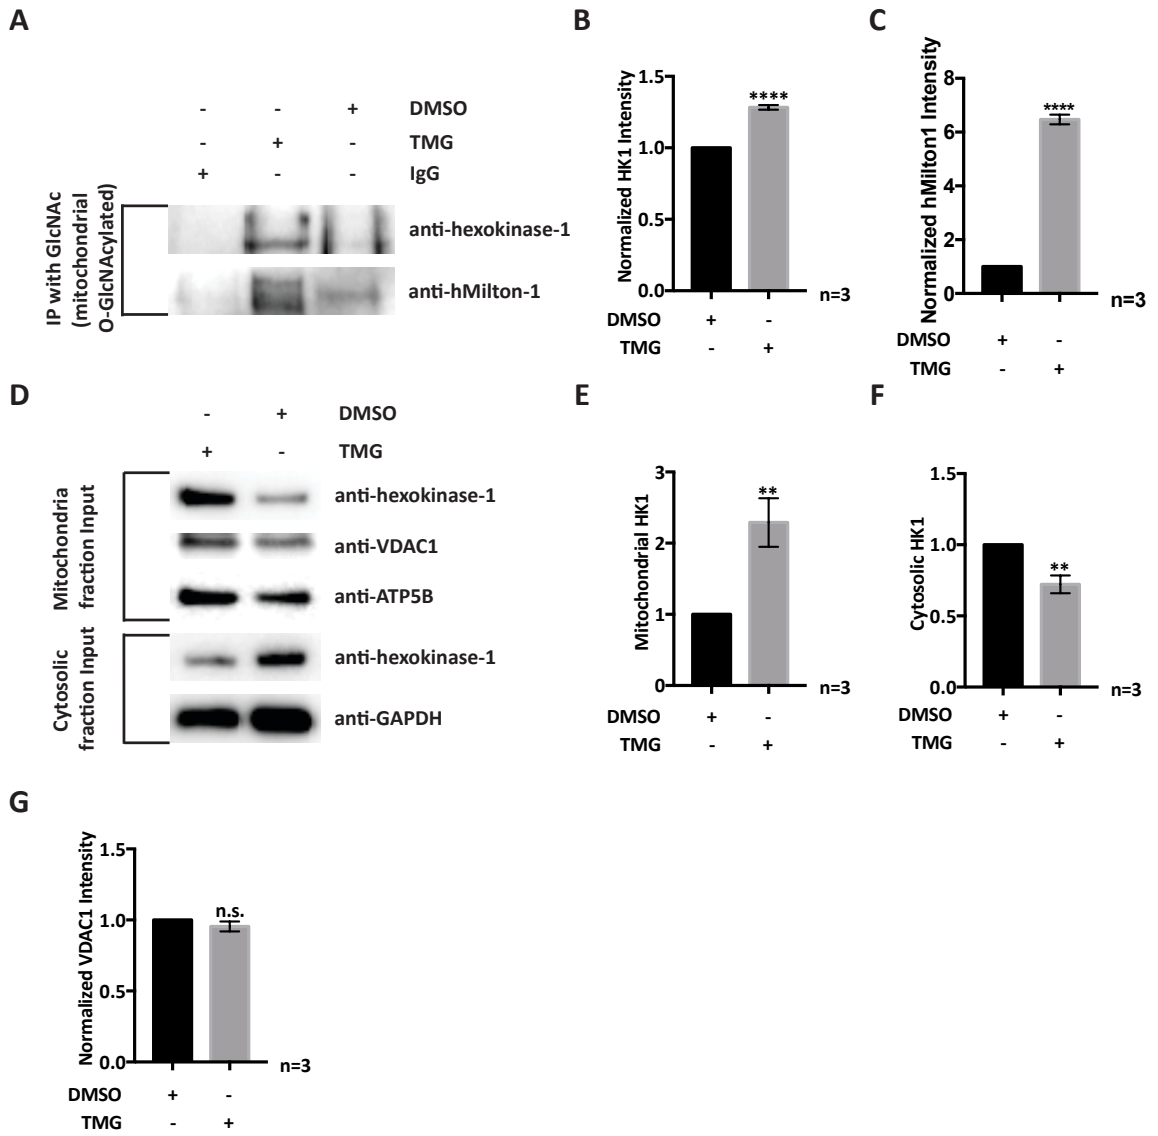 A
- - + DMSO
- + - TMG
+ - - IgG
IP with GlcNAc
(mitochondrial
O-GlcNAcylated)
anti-hexokinase-1
anti-hMilton-1
B
Normalized HK1 Intensity
1.5
1.0
0.5
0.0
****
n=3
DMSO + -
TMG - +
C
Normalized hMilton1 Intensity
8
6
4
2
0
****
n=3
DMSO + -
TMG - +
D
- + DMSO
+ - TMG
Mitochondria
fraction Input
anti-hexokinase-1
anti-VDAC1
anti-ATP5B
Cytosolic
fraction Input
anti-hexokinase-1
anti-GAPDH
E
Mitochondrial HK1
3
2
1
0
**
n=3
DMSO + -
TMG - +
F
Cytosolic HK1
1.5
1.0
0.5
0.0
**
n=3
DMSO + -
TMG - +
G
Normalized VDAC1 Intensity
1.5
1.0
0.5
0.0
n.s.
n=3
DMSO + -
TMG - +